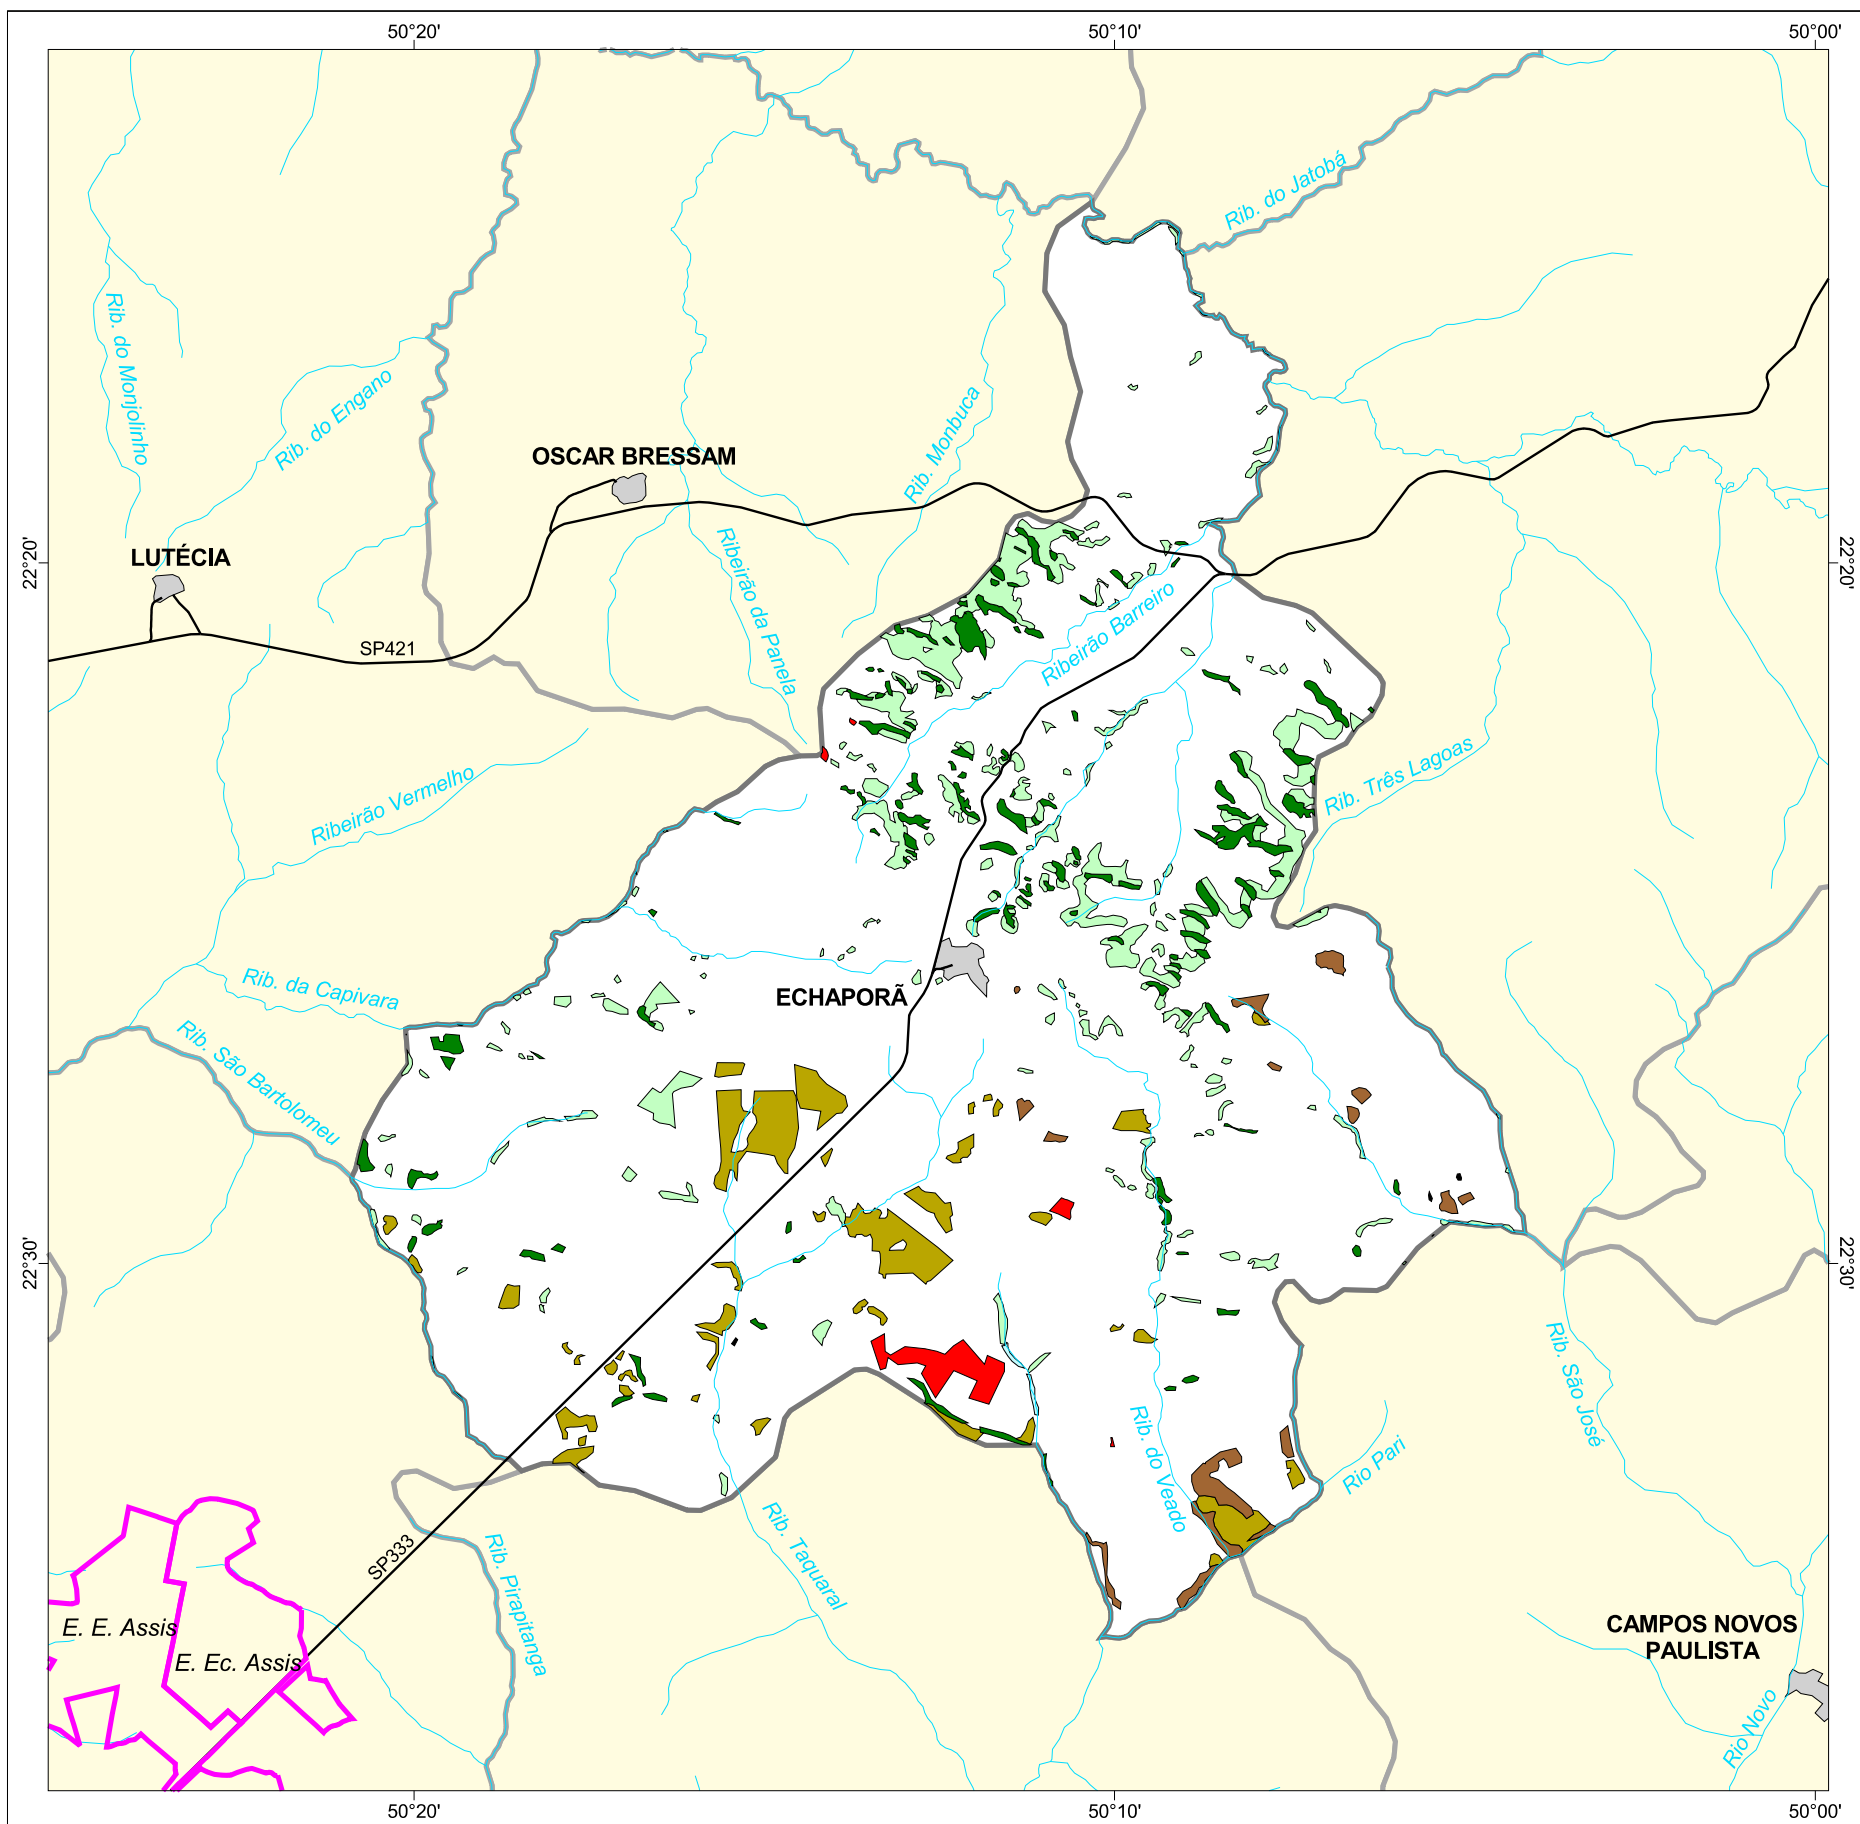 50°20'
50°10'
50°00'
Rib. do Jatobá
Rib. do Monjolinho
Rib. do Engano
Rib. Monbuca
OSCAR BRESSAM
LUTÉCIA
22°20'
22°20'
Ribeirão da Panela
Ribeirão Barreiro
SP421
Ribeirão Vermelho
Rib. Três Lagoas
Rib. da Capivara
ECHAPORÃ
Rib. São Bartolomeu
22°30'
22°30'
Rib. São José
Rib. do Veado
Rio Pari
Rib. Taquaral
SP333
Rib. Pirapitanga
E. E. Assis
E. Ec. Assis
CAMPOS NOVOS
PAULISTA
Rio Novo
50°20'
50°10'
50°00'